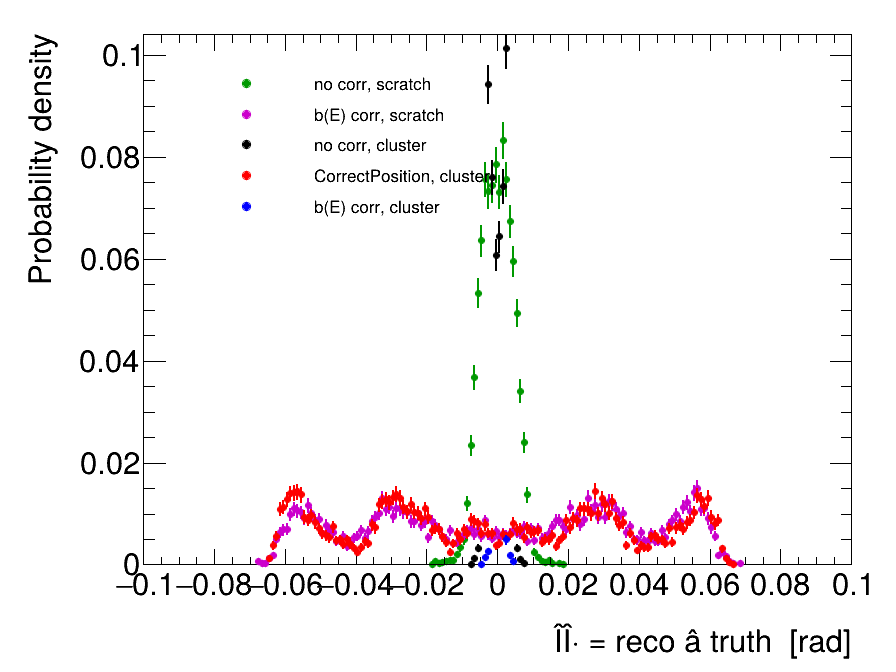 Probability density
0.1
0.08
0.06
0.04
0.02
0
no corr, scratch
b(E) corr, scratch
no corr, cluster
CorrectPosition, cluster
b(E) corr, cluster
−0.1 −0.08 −0.06 −0.04 −0.02 0 0.02 0.04 0.06 0.08 0.1
ÎÎ· = reco â truth [rad]